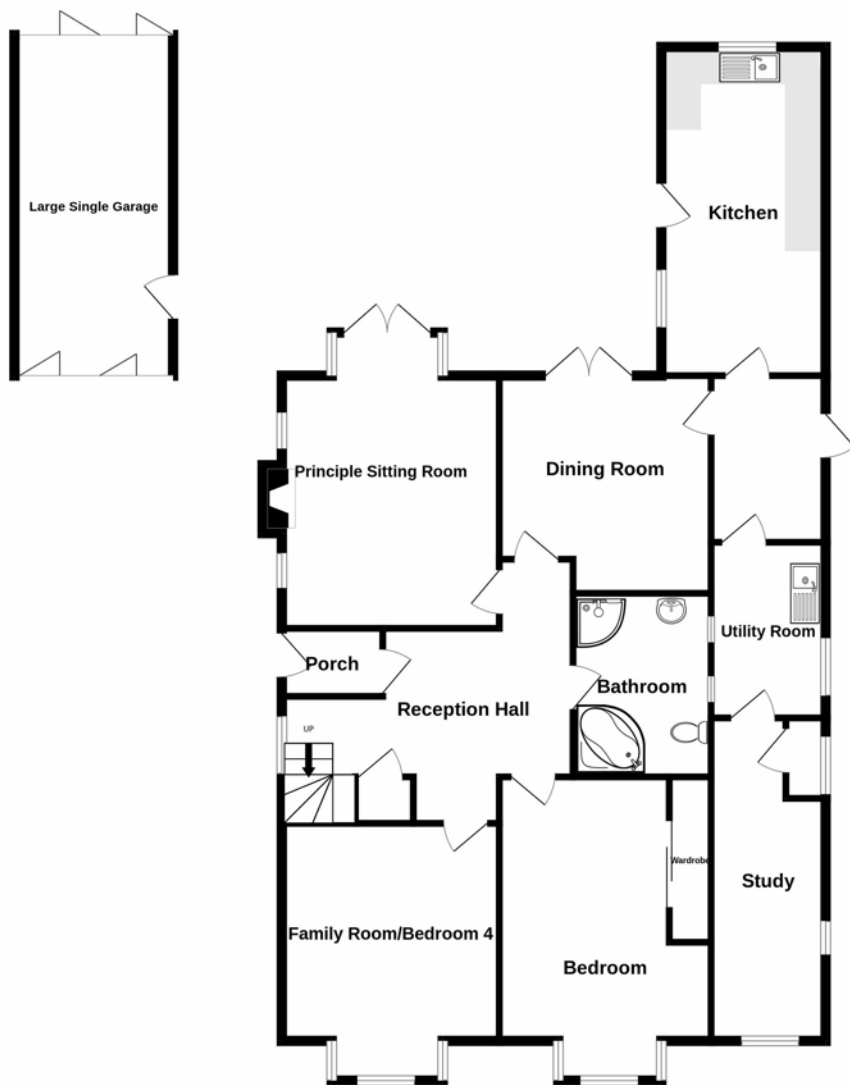 Large Single Garage
Kitchen
Principle Sitting Room
Dining Room
Utility Room
Porch
Bathroom
Reception Hall
UP
Wardrobe
Study
Family Room/Bedroom 4
Bedroom